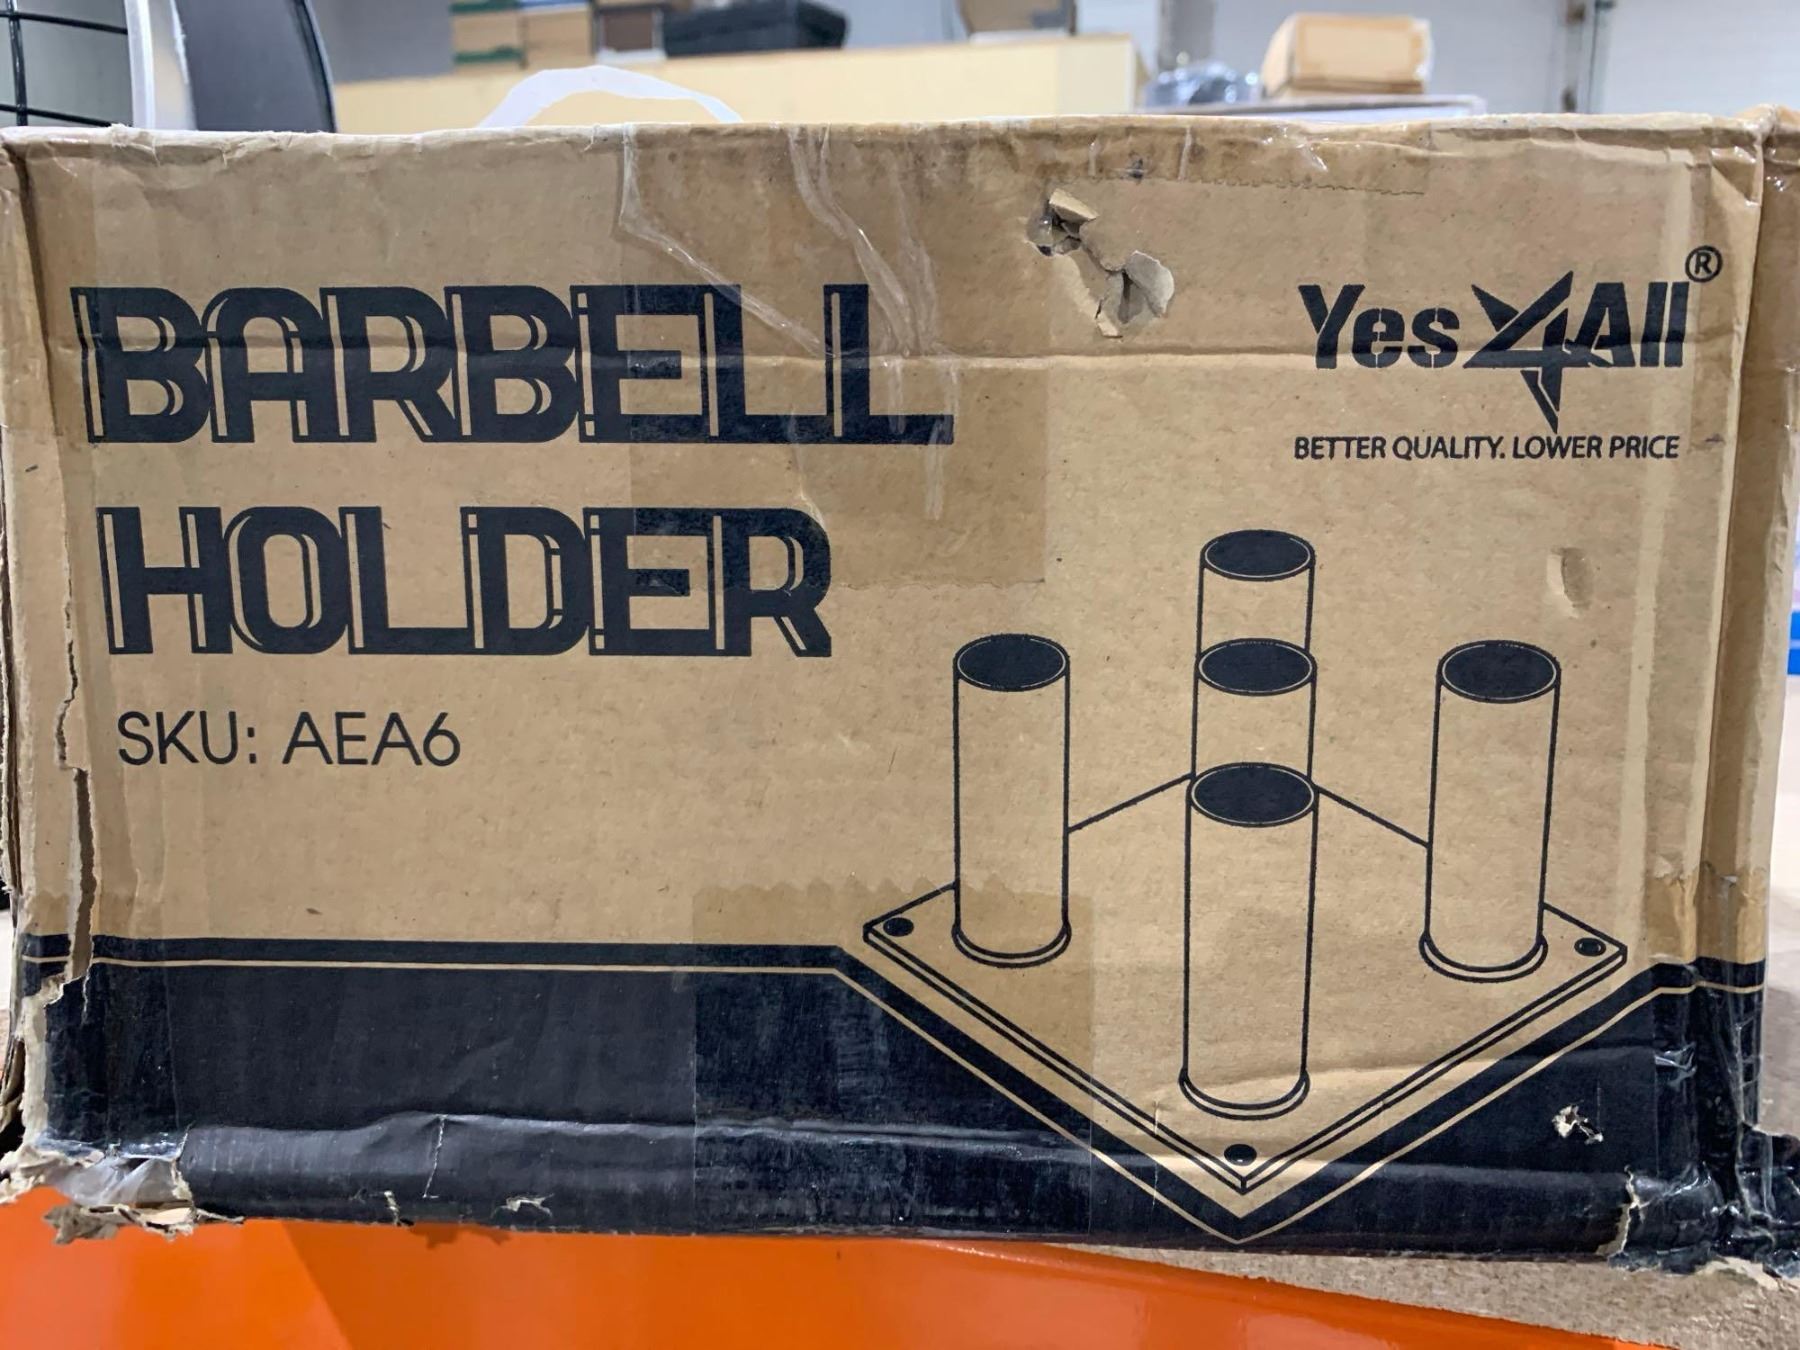 BARBELL
HOLDER
SKU: AEA6
Yes4All®
BETTER QUALITY. LOWER PRICE